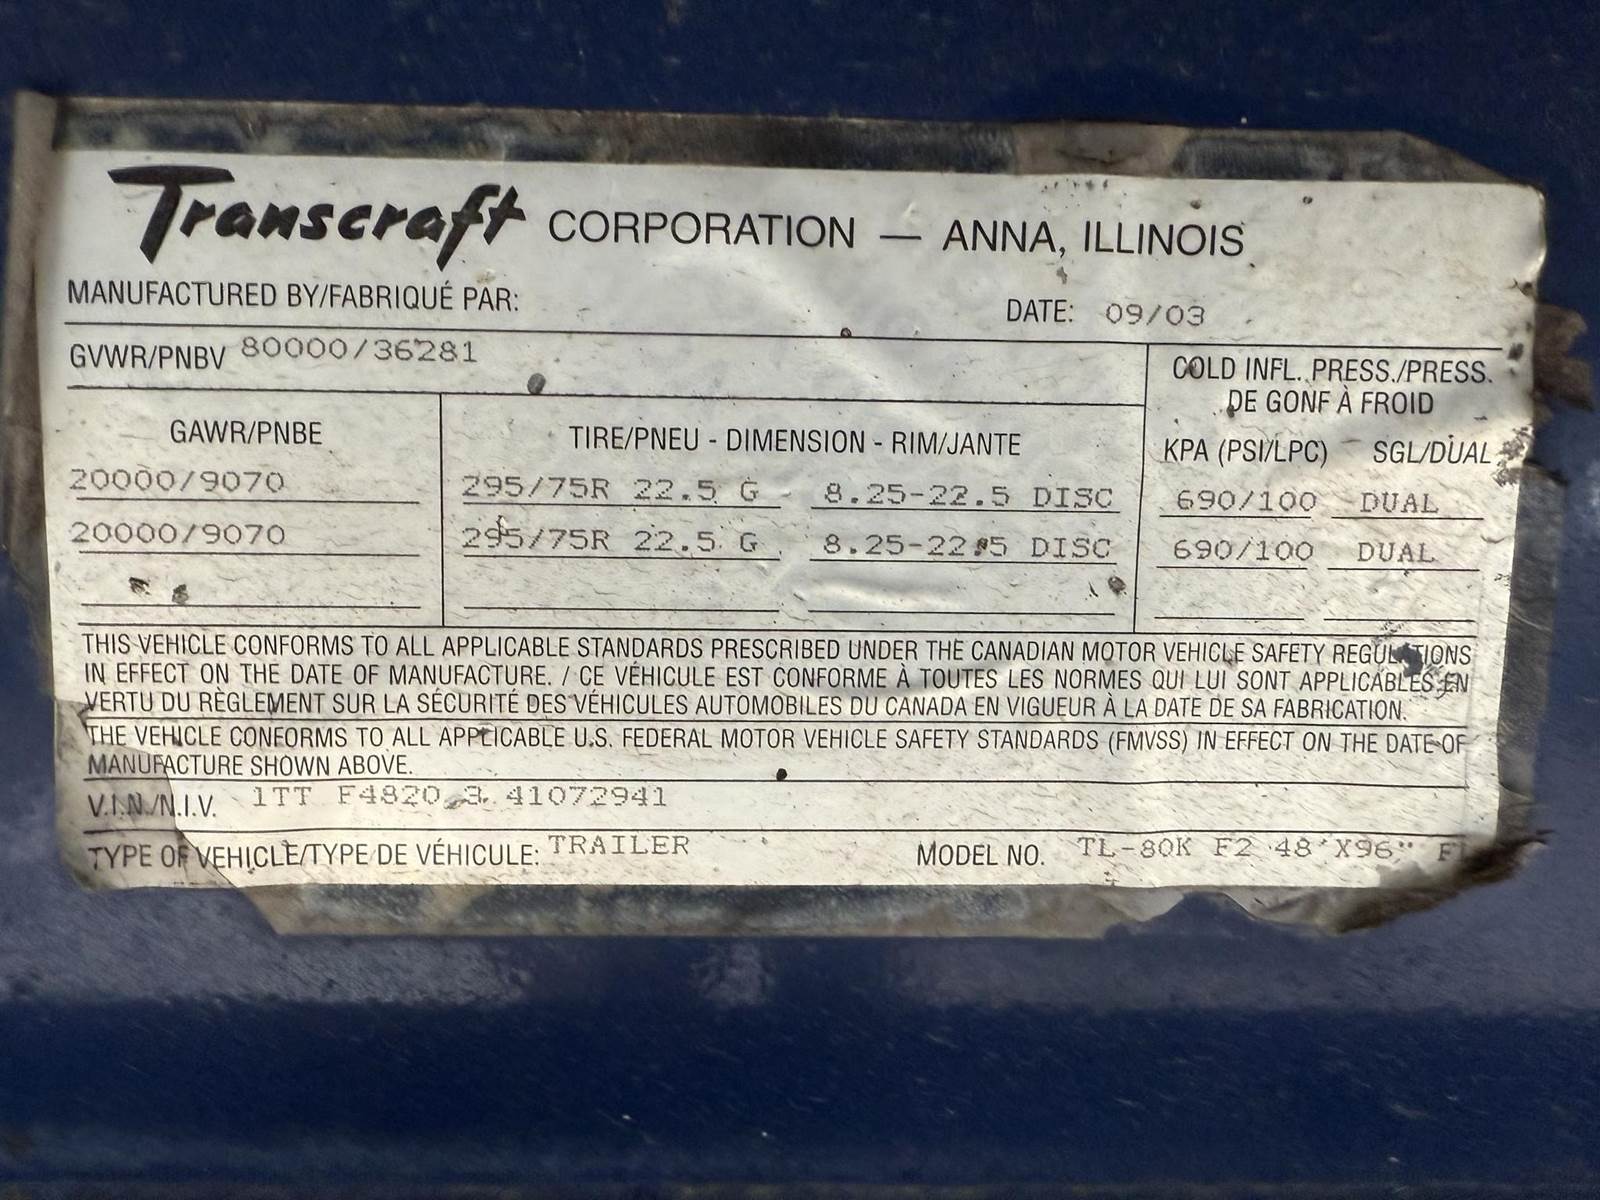 Transcraft CORPORATION — ANNA, ILLINOIS
MANUFACTURED BY/FABRIQUÉ PAR: DATE: 09/03
GVWR/PNBV 80000/36281
COLD INFL. PRESS./PRESS.
DE GONF À FROID
GAWR/PNBE TIRE/PNEU - DIMENSION - RIM/JANTE KPA (PSI/LPC) SGL/DUAL
20000/9070 295/75R 22.5 G 8.25-22.5 DISC 690/100 DUAL
20000/9070 295/75R 22.5 G 8.25-22.5 DISC 690/100 DUAL
THIS VEHICLE CONFORMS TO ALL APPLICABLE STANDARDS PRESCRIBED UNDER THE CANADIAN MOTOR VEHICLE SAFETY REGULATIONS
IN EFFECT ON THE DATE OF MANUFACTURE. / CE VÉHICULE EST CONFORME À TOUTES LES NORMES QUI LUI SONT APPLICABLES EN
VERTU DU RÈGLEMENT SUR LA SÉCURITÉ DES VÉHICULES AUTOMOBILES DU CANADA EN VIGUEUR À LA DATE DE SA FABRICATION.
THE VEHICLE CONFORMS TO ALL APPLICABLE U.S. FEDERAL MOTOR VEHICLE SAFETY STANDARDS (FMVSS) IN EFFECT ON THE DATE OF
MANUFACTURE SHOWN ABOVE.
V.I.N./N.I.V. 1TT F4820 3 41072941
TYPE OF VEHICLE/TYPE DE VÉHICULE: TRAILER MODEL NO. TL-80K F2 48'X96"